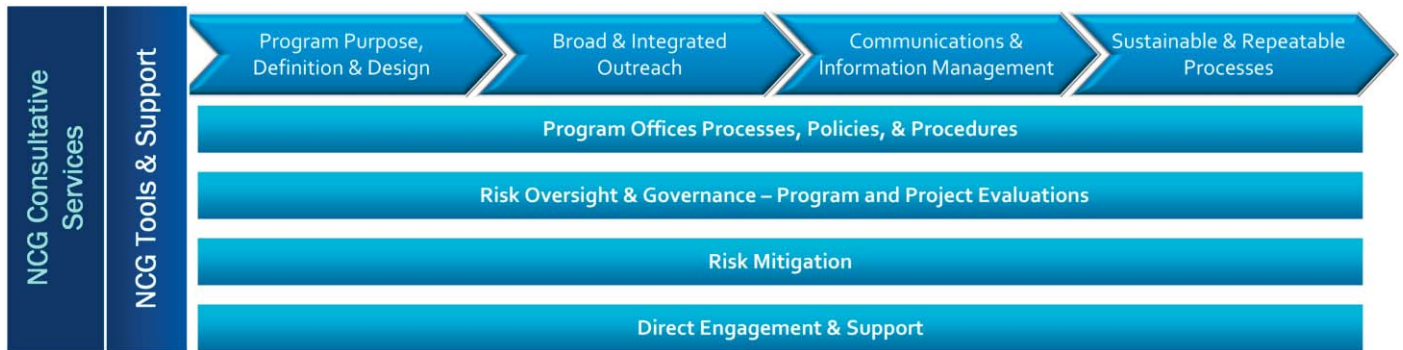 NCG Consultative
Services
NCG Tools & Support
Program Purpose,
Definition & Design
Broad & Integrated
Outreach
Communications &
Information Management
Sustainable & Repeatable
Processes
Program Offices Processes, Policies, & Procedures
Risk Oversight & Governance – Program and Project Evaluations
Risk Mitigation
Direct Engagement & Support